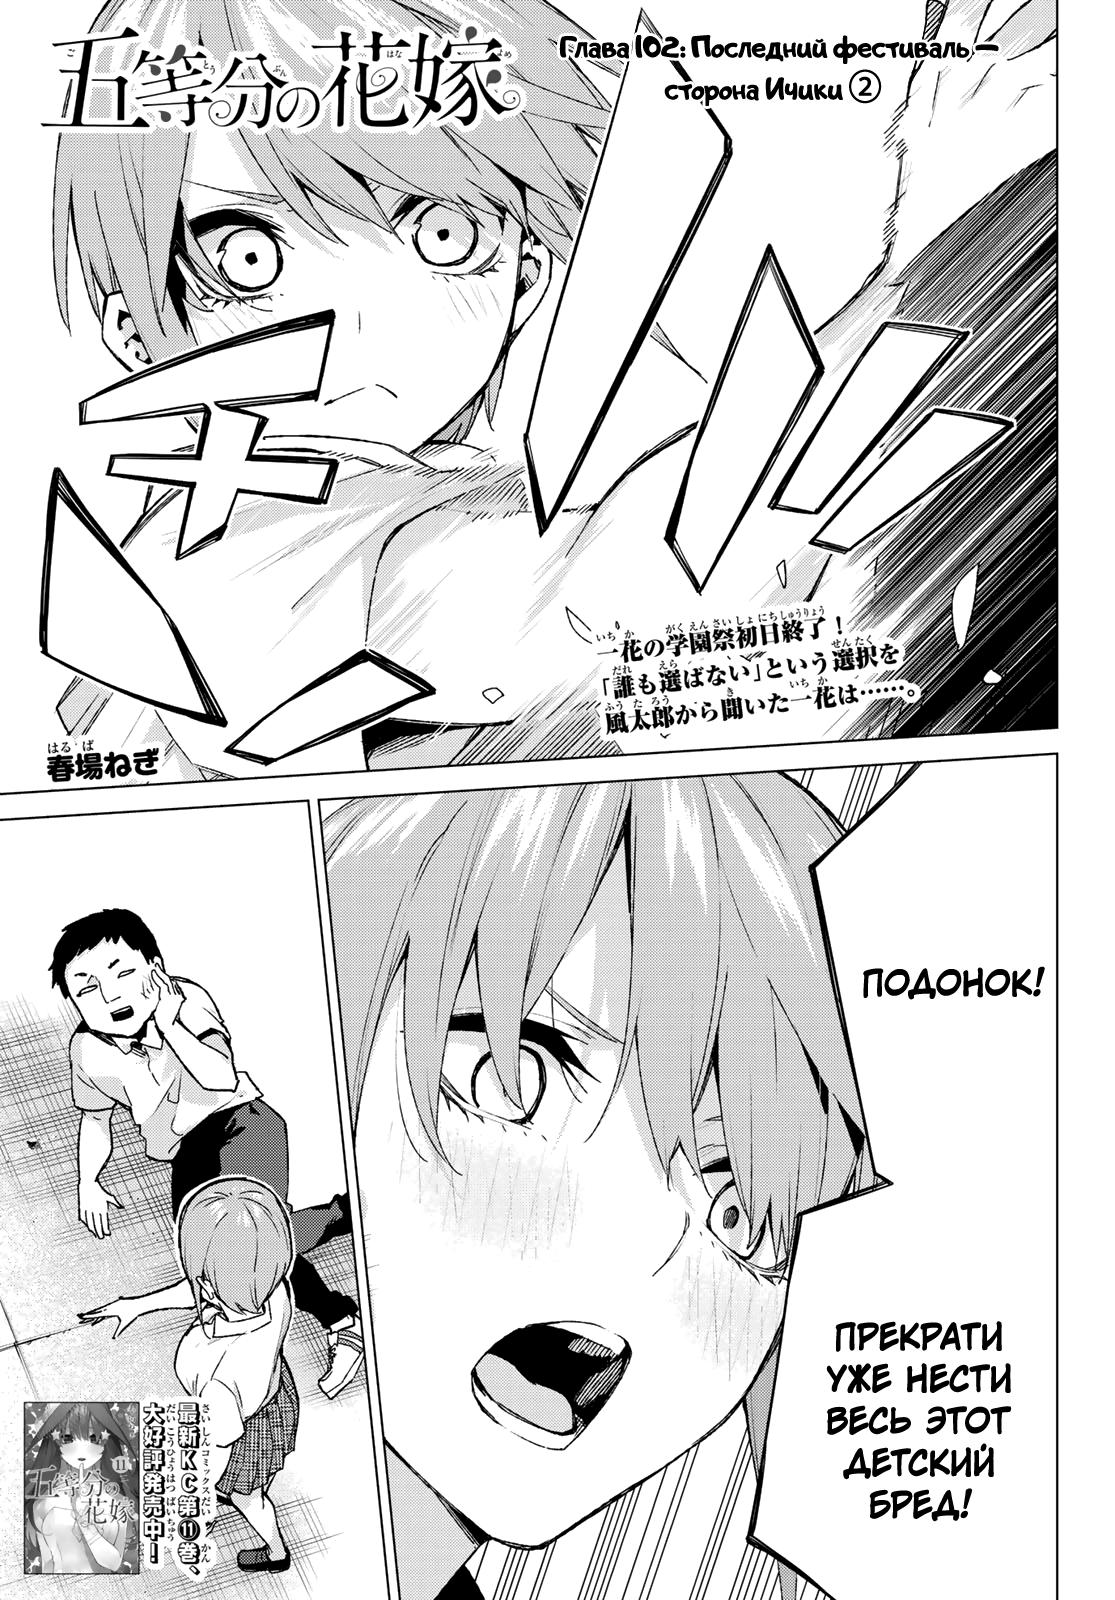 五等分の花嫁
Глава 102: Последний фестиваль —
сторона Ичики ②
一花の学園祭初日終了！
「誰も選ばない」という選択を
風太郎から聞いた一花は……。
春場ねぎ
ПОДОНОК!
ПРЕКРАТИ
УЖЕ НЕСТИ
ВЕСЬ ЭТОТ
ДЕТСКИЙ
БРЕД!
最新KC第⑪巻、
大好評発売中！
五等分の
花嫁
11